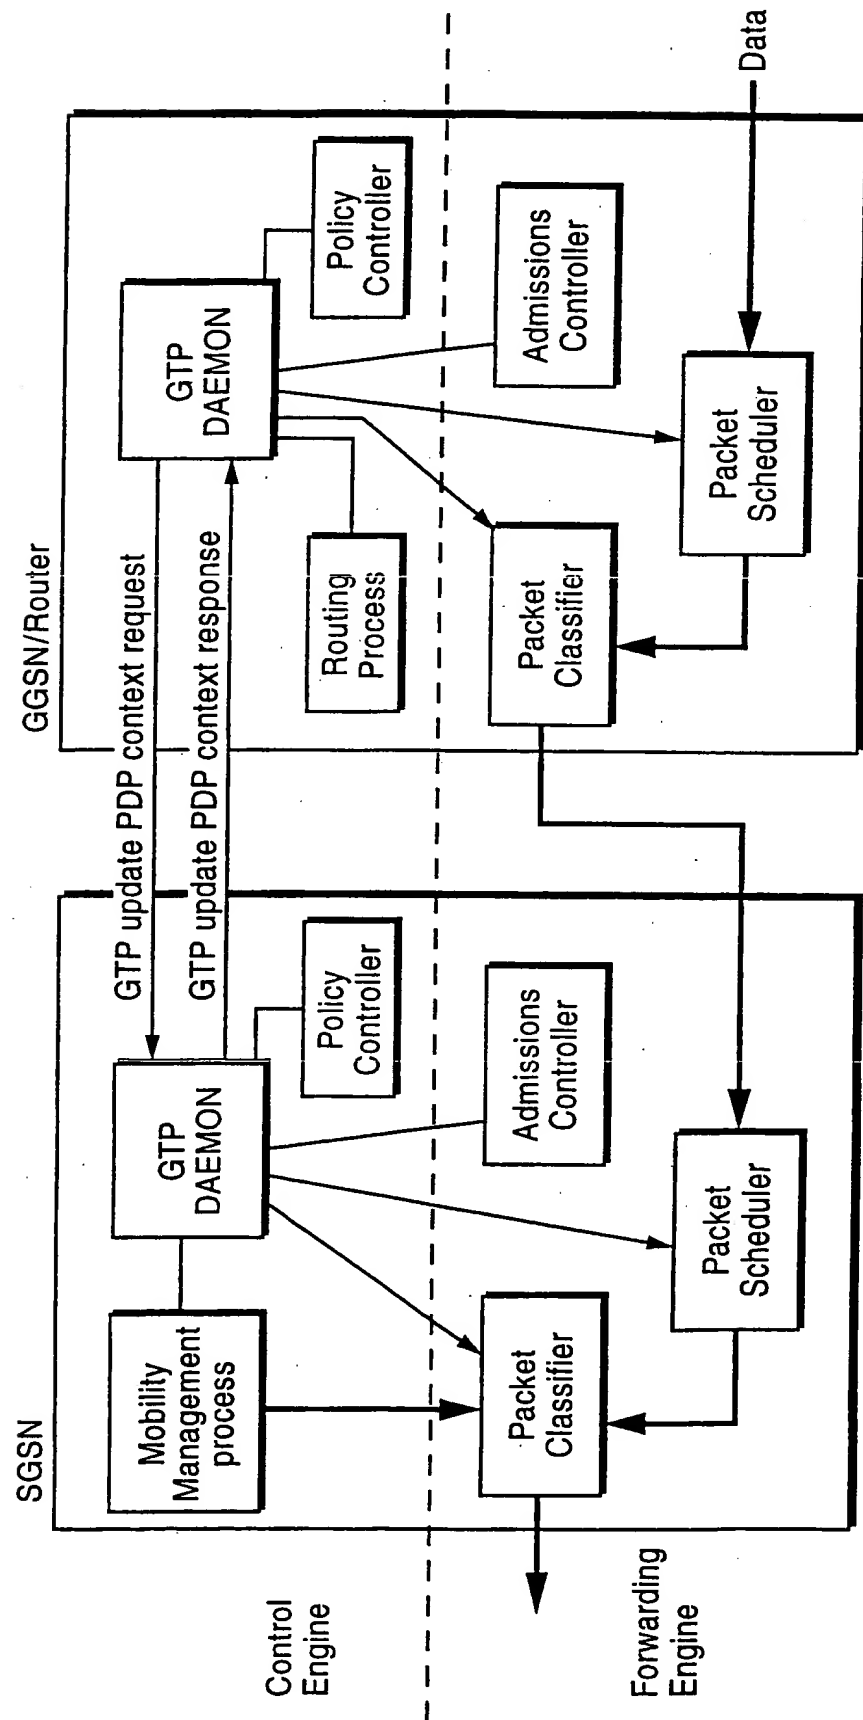 SGSN
GGSN/Router
GTP update PDP context request
GTP update PDP context response
Control
Engine
Mobility
Management
process
GTP
DAEMON
Policy
Controller
Routing
Process
GTP
DAEMON
Policy
Controller
Forwarding
Engine
Packet
Classifier
Admissions
Controller
Packet
Scheduler
Packet
Classifier
Admissions
Controller
Packet
Scheduler
Data